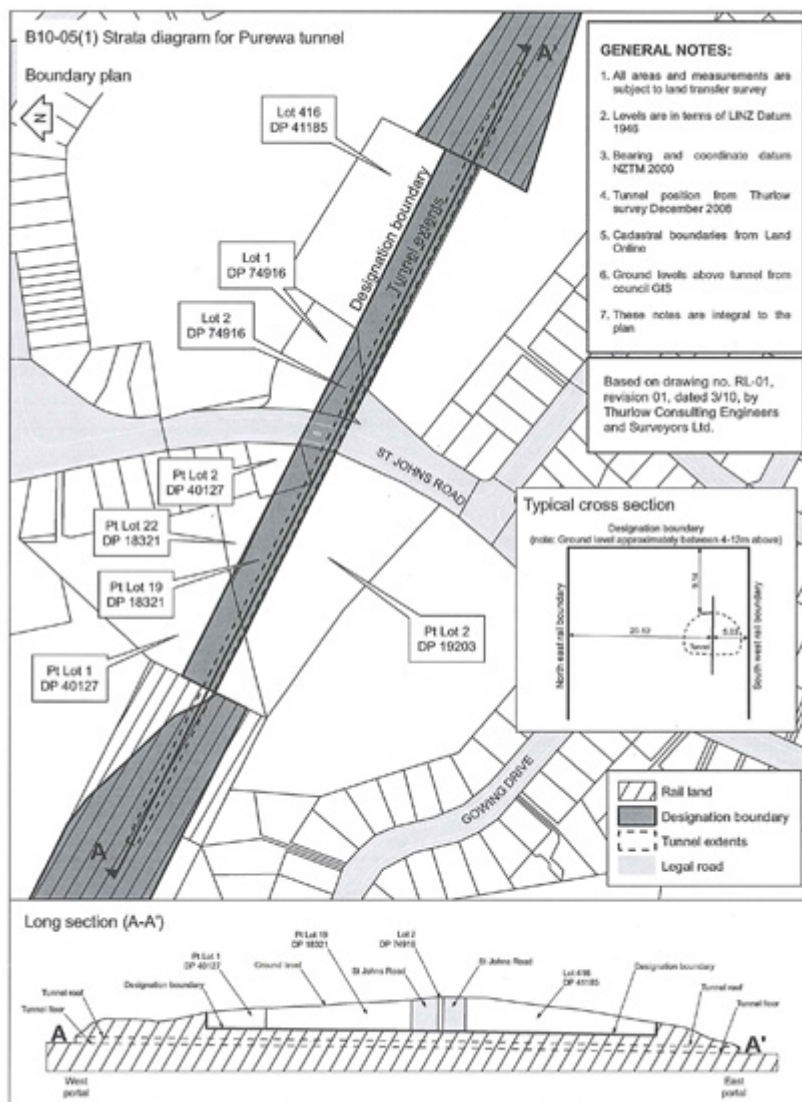 B10-05(1) Strata diagram for Purewa tunnel
Boundary plan
N
A'
Lot 416
DP 41185
Designation boundary
Tunnel extents
Lot 1
DP 74916
Lot 2
DP 74916
ST JOHNS ROAD
Pt Lot 2
DP 40127
Pt Lot 22
DP 18321
Pt Lot 19
DP 18321
Pt Lot 1
DP 40127
Pt Lot 2
DP 19203
GOWING DRIVE
A
GENERAL NOTES:
1. All areas and measurements are
subject to land transfer survey
2. Levels are in terms of LINZ Datum
1946
3. Bearing and coordinate datum
NZTM 2000
4. Tunnel position from Thurlow
survey December 2008
5. Cadastral boundaries from Land
Online
6. Ground levels above tunnel from
council GIS
7. These notes are integral to the
plan
Based on drawing no. RL-01,
revision 01, dated 3/10, by
Thurlow Consulting Engineers
and Surveyors Ltd.
Typical cross section
Designation boundary
(note: Ground level approximately between 4-12m above)
North east rail boundary
South west rail boundary
Tunnel
Rail land
Designation boundary
Tunnel extents
Legal road
Long section (A-A')
Pt Lot 1
DP 40127
Ground level
Pt Lot 19
DP 18321
St Johns Road
Lot 2
DP 74916
St Johns Road
Lot 416
DP 41185
Designation boundary
Designation boundary
Tunnel roof
Tunnel floor
Tunnel roof
Tunnel floor
A
A'
West
portal
East
portal